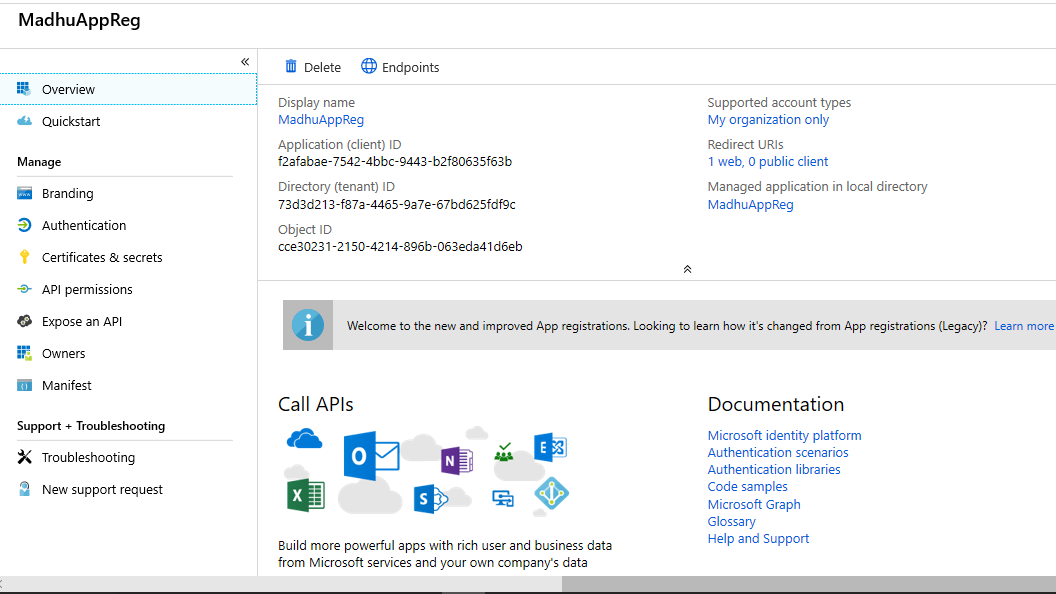 MadhuAppReg
«
Overview
Quickstart
Manage
Branding
Authentication
Certificates & secrets
API permissions
Expose an API
Owners
Manifest
Support + Troubleshooting
Troubleshooting
New support request
Delete
Endpoints
Display name
MadhuAppReg
Application (client) ID
f2afabae-7542-4bbc-9443-b2f80635f63b
Directory (tenant) ID
73d3d213-f87a-4465-9a7e-67bd625fdf9c
Object ID
cce30231-2150-4214-896b-063eda41d6eb
Supported account types
My organization only
Redirect URIs
1 web, 0 public client
Managed application in local directory
MadhuAppReg
Welcome to the new and improved App registrations. Looking to learn how it's changed from App registrations (Legacy)? Learn more
Call APIs
Build more powerful apps with rich user and business data
from Microsoft services and your own company's data
Documentation
Microsoft identity platform
Authentication scenarios
Authentication libraries
Code samples
Microsoft Graph
Glossary
Help and Support